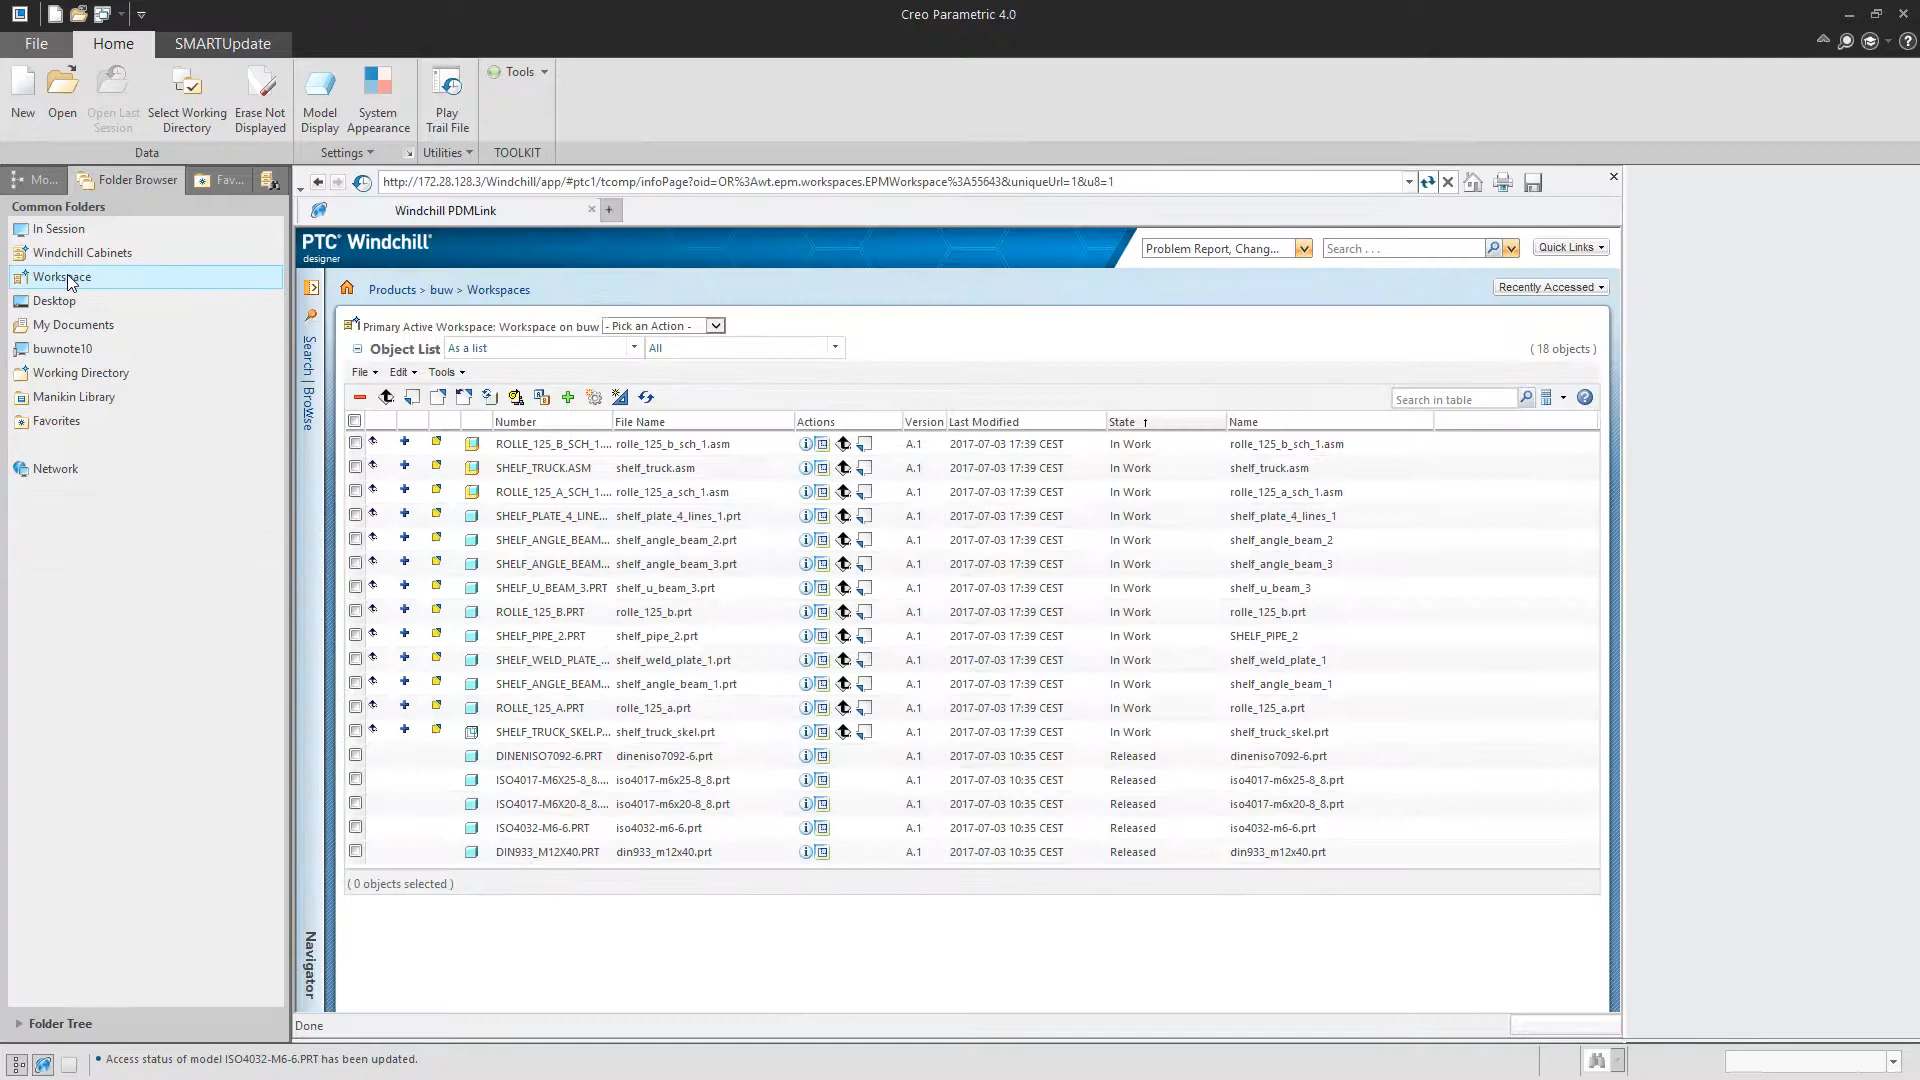 Creo Parametric 4.0
File Home SMARTUpdate
New Open Open Last Session Select Working Directory Erase Not Displayed Model Display System Appearance Play Trail File Tools
Data Settings Utilities TOOLKIT
Mo... Folder Browser Fav...
http://172.28.128.3/Windchill/app/#ptc1/tcomp/infoPage?oid=OR%3Awt.epm.workspaces.EPMWorkspace%3A55643&uniqueUrl=1&u8=1
Windchill PDMLink
Common Folders
In Session
Windchill Cabinets
Workspace
Desktop
My Documents
buwnote10
Working Directory
Manikin Library
Favorites
Network
Folder Tree
PTC® Windchill®
designer
Problem Report, Chang... Search . . . Quick Links
Products > buw > Workspaces Recently Accessed
Search | Browse
Navigator
Primary Active Workspace: Workspace on buw - Pick an Action -
Object List As a list All ( 18 objects )
File Edit Tools
Search in table
Number File Name Actions Version Last Modified State Name
ROLLE_125_B_SCH_1.... rolle_125_b_sch_1.asm A.1 2017-07-03 17:39 CEST In Work rolle_125_b_sch_1.asm
SHELF_TRUCK.ASM shelf_truck.asm A.1 2017-07-03 17:39 CEST In Work shelf_truck.asm
ROLLE_125_A_SCH_1.... rolle_125_a_sch_1.asm A.1 2017-07-03 17:39 CEST In Work rolle_125_a_sch_1.asm
SHELF_PLATE_4_LINE... shelf_plate_4_lines_1.prt A.1 2017-07-03 17:39 CEST In Work shelf_plate_4_lines_1
SHELF_ANGLE_BEAM... shelf_angle_beam_2.prt A.1 2017-07-03 17:39 CEST In Work shelf_angle_beam_2
SHELF_ANGLE_BEAM... shelf_angle_beam_3.prt A.1 2017-07-03 17:39 CEST In Work shelf_angle_beam_3
SHELF_U_BEAM_3.PRT shelf_u_beam_3.prt A.1 2017-07-03 17:39 CEST In Work shelf_u_beam_3
ROLLE_125_B.PRT rolle_125_b.prt A.1 2017-07-03 17:39 CEST In Work rolle_125_b.prt
SHELF_PIPE_2.PRT shelf_pipe_2.prt A.1 2017-07-03 17:39 CEST In Work SHELF_PIPE_2
SHELF_WELD_PLATE_... shelf_weld_plate_1.prt A.1 2017-07-03 17:39 CEST In Work shelf_weld_plate_1
SHELF_ANGLE_BEAM... shelf_angle_beam_1.prt A.1 2017-07-03 17:39 CEST In Work shelf_angle_beam_1
ROLLE_125_A.PRT rolle_125_a.prt A.1 2017-07-03 17:39 CEST In Work rolle_125_a.prt
SHELF_TRUCK_SKEL.P... shelf_truck_skel.prt A.1 2017-07-03 17:39 CEST In Work shelf_truck_skel.prt
DINENISO7092-6.PRT dineniso7092-6.prt A.1 2017-07-03 10:35 CEST Released dineniso7092-6.prt
ISO4017-M6X25-8_8.... iso4017-m6x25-8_8.prt A.1 2017-07-03 10:35 CEST Released iso4017-m6x25-8_8.prt
ISO4017-M6X20-8_8.... iso4017-m6x20-8_8.prt A.1 2017-07-03 10:35 CEST Released iso4017-m6x20-8_8.prt
ISO4032-M6-6.PRT iso4032-m6-6.prt A.1 2017-07-03 10:35 CEST Released iso4032-m6-6.prt
DIN933_M12X40.PRT din933_m12x40.prt A.1 2017-07-03 10:35 CEST Released din933_m12x40.prt
( 0 objects selected )
Done
• Access status of model ISO4032-M6-6.PRT has been updated.